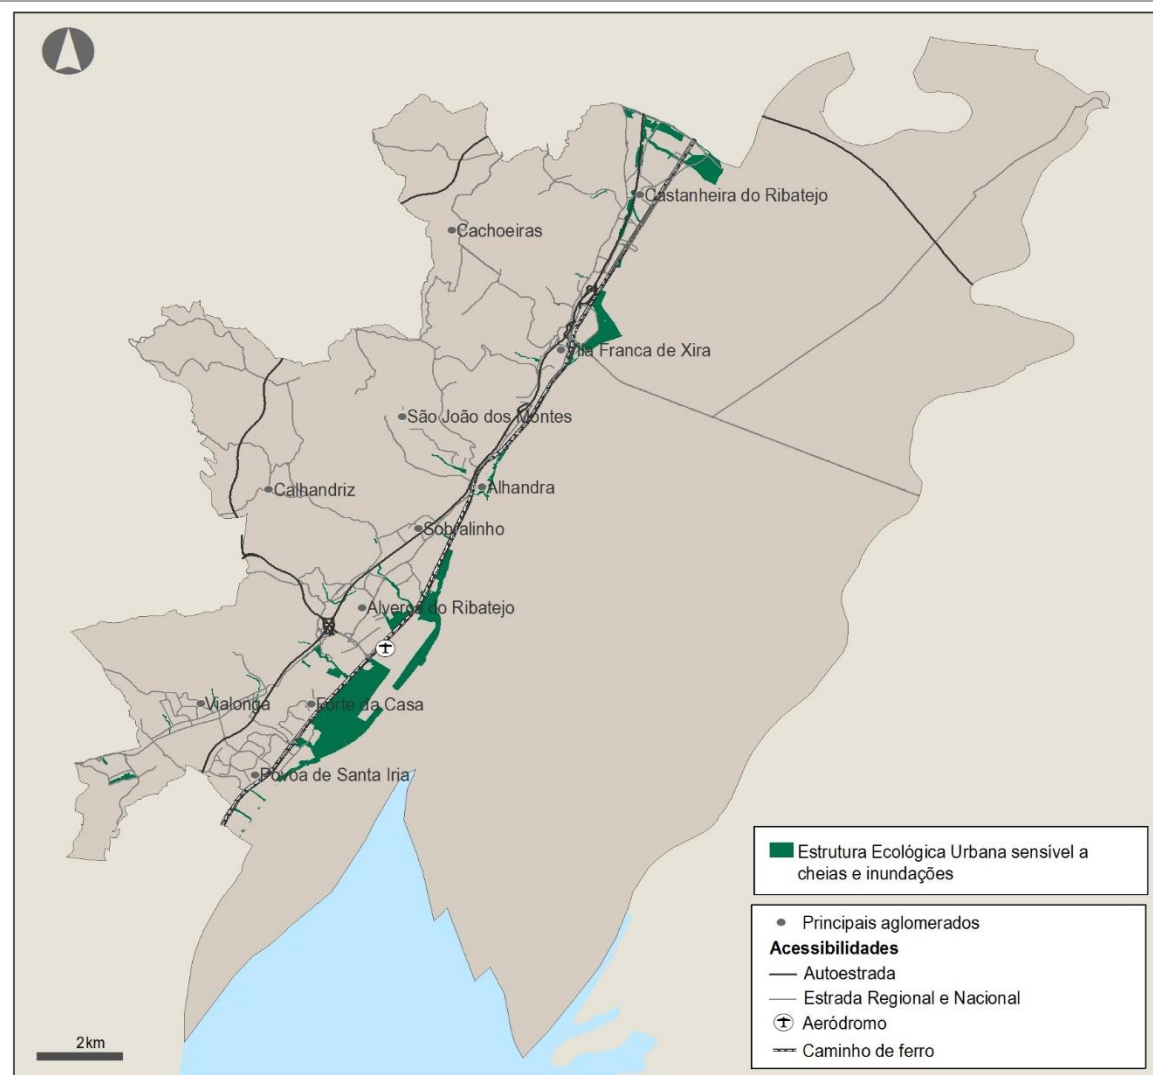 Castanheira do Ribatejo
Cachoeiras
Vila Franca de Xira
São João dos Montes
Alhandra
Calhandriz
Sobralinho
Alverca do Ribatejo
Vialonga
Forte da Casa
Póvoa de Santa Iria
Estrutura Ecológica Urbana sensível a
cheias e inundações
Principais aglomerados
Acessibilidades
Autoestrada
Estrada Regional e Nacional
Aeródromo
Caminho de ferro
2km